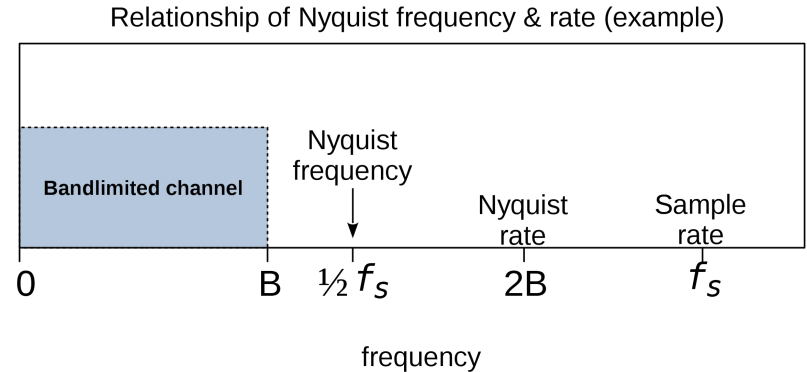 Relationship of Nyquist frequency & rate (example)
Nyquist
frequency
Bandlimited channel
Nyquist
rate
Sample
rate
0
B
½ fs
2B
fs
frequency